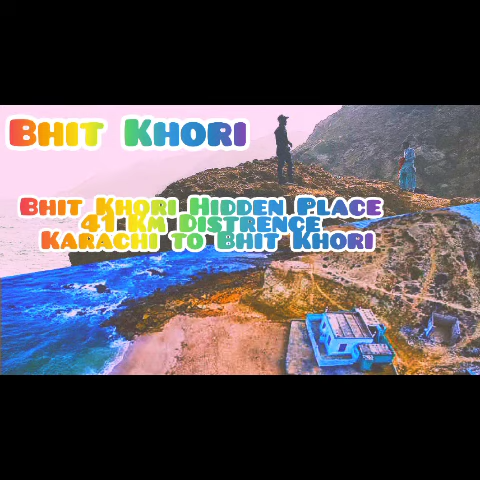 Bhit Khori
Bhit Khori Hidden Place
41 Km Distrence
Karachi to Bhit Khori